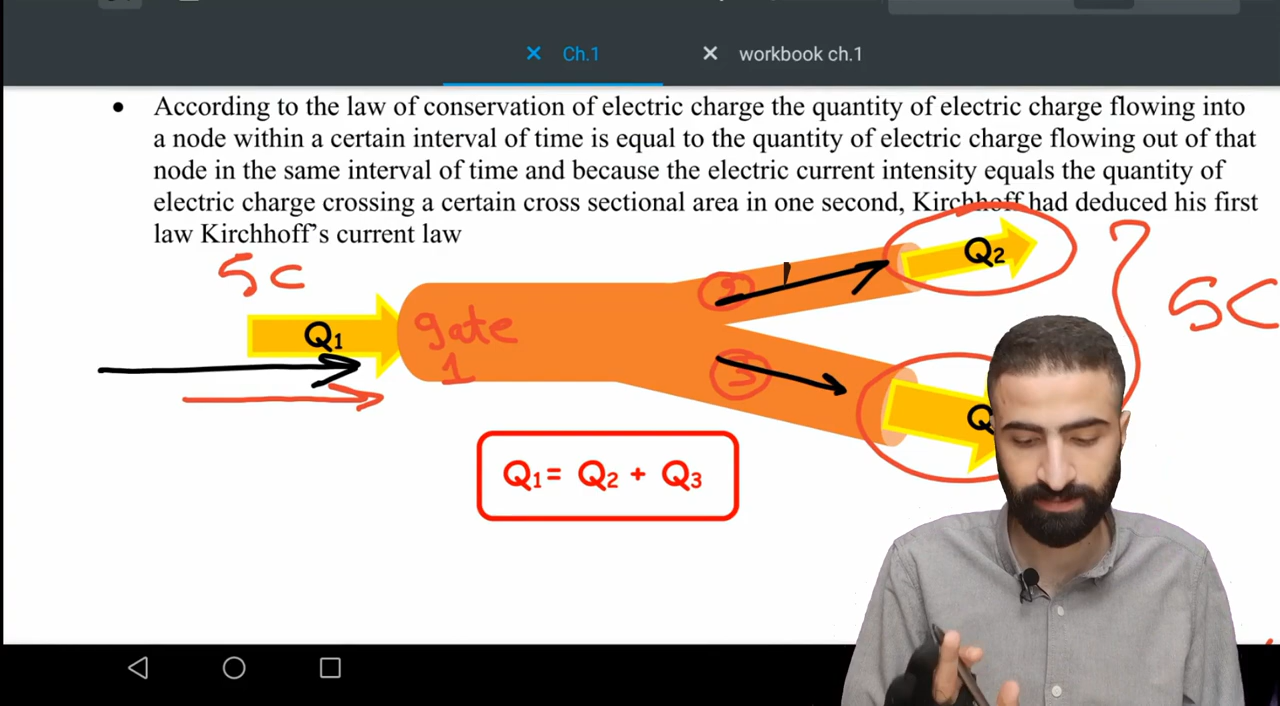 Ch.1
workbook ch.1
• According to the law of conservation of electric charge the quantity of electric charge flowing into
a node within a certain interval of time is equal to the quantity of electric charge flowing out of that
node in the same interval of time and because the electric current intensity equals the quantity of
electric charge crossing a certain cross sectional area in one second, Kirchhoff had deduced his first
law Kirchhoff's current law
5C
Q₂
2
5C
Q₁
gate
1
3
Q
Q₁= Q₂ + Q₃